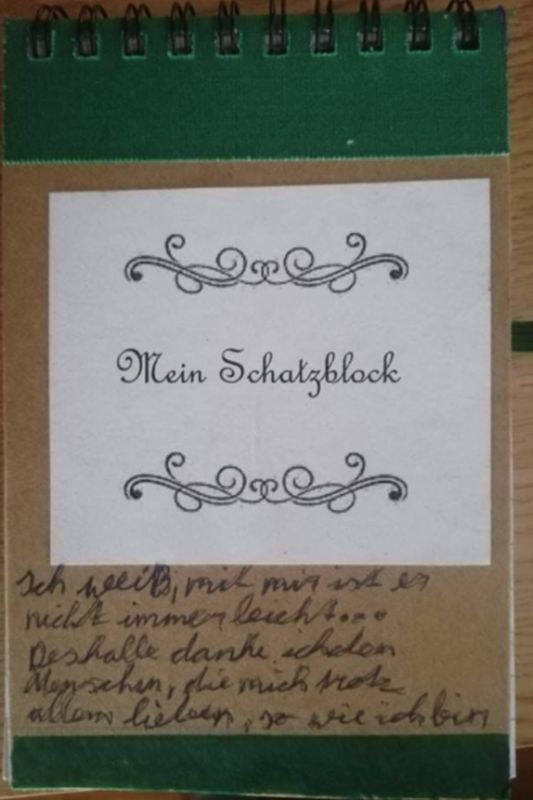 Mein Schatzblock
Ich weiß, mit mir ist es
nicht immer leicht...
Deshalb danke ich den
Menschen, die mich trotz
allem lieben, so wie ich bin